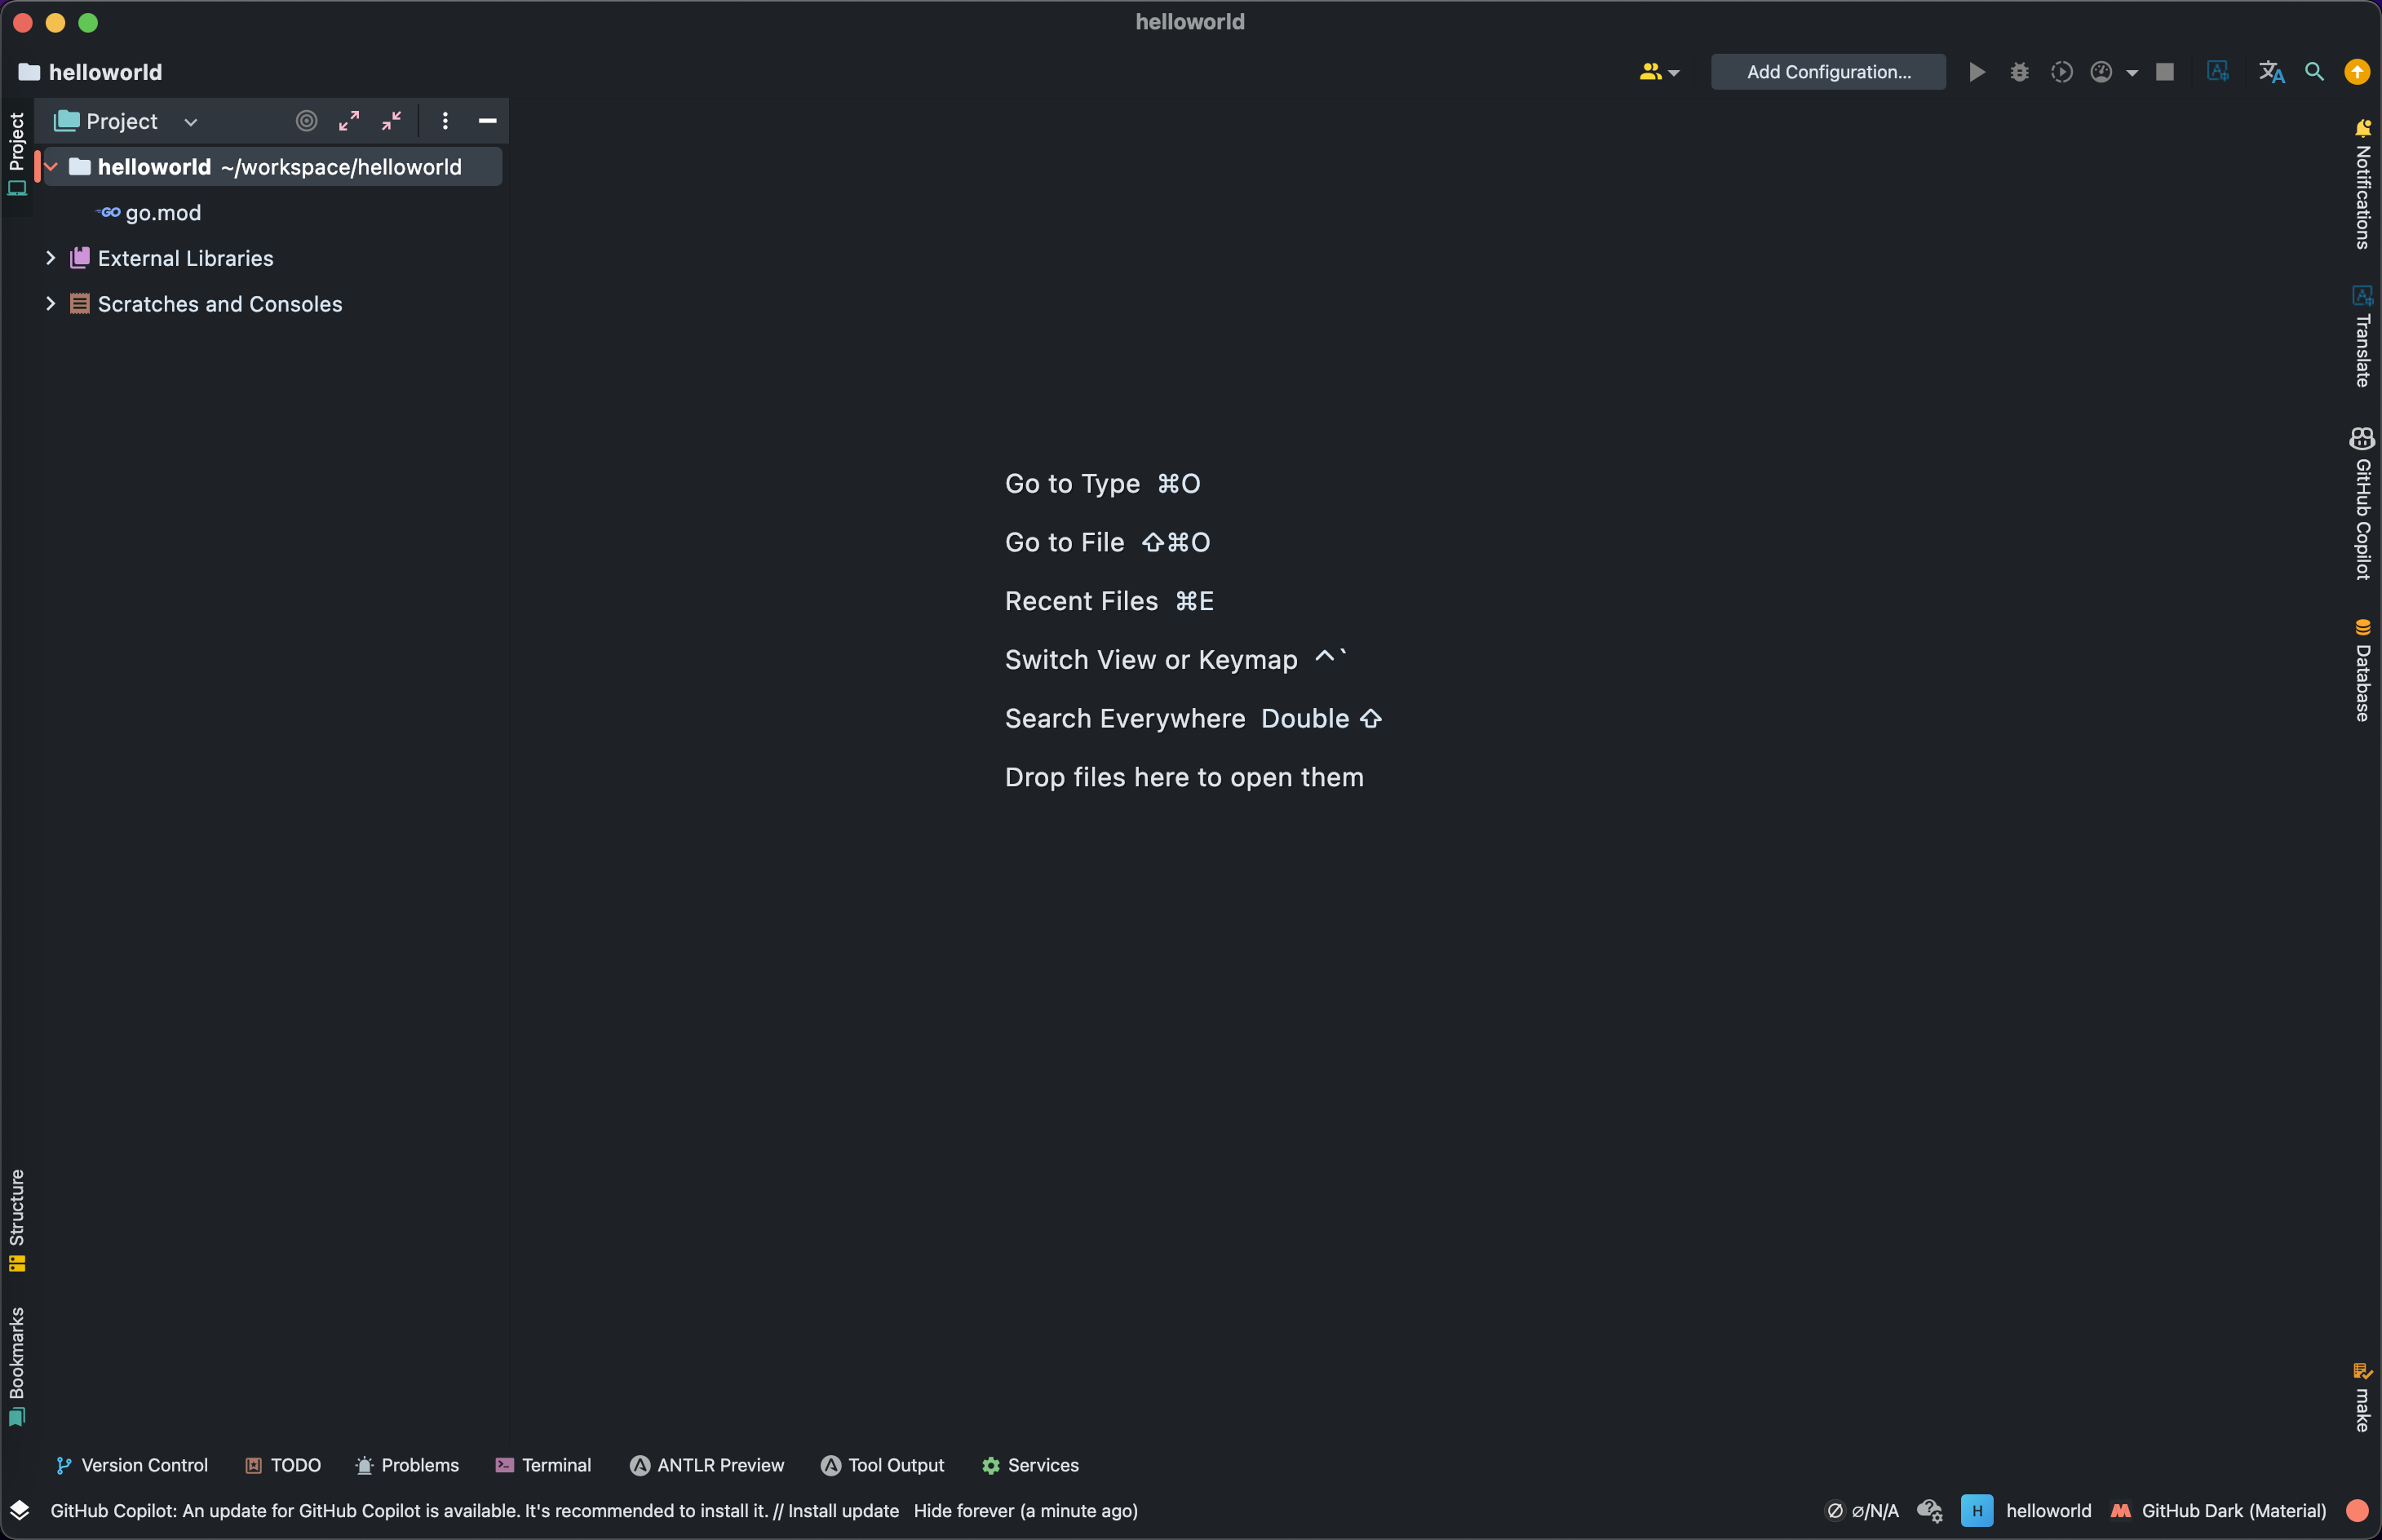 helloworld
helloworld
Add Configuration...
Project
Project
helloworld ~/workspace/helloworld
go.mod
External Libraries
Scratches and Consoles
Go to Type ⌘O
Go to File ⇧⌘O
Recent Files ⌘E
Switch View or Keymap ^`
Search Everywhere Double ⇧
Drop files here to open them
Notifications
Translate
GitHub Copilot
Database
make
Structure
Bookmarks
Version Control TODO Problems Terminal ANTLR Preview Tool Output Services
GitHub Copilot: An update for GitHub Copilot is available. It's recommended to install it. // Install update Hide forever (a minute ago)
∅/N/A H helloworld GitHub Dark (Material)